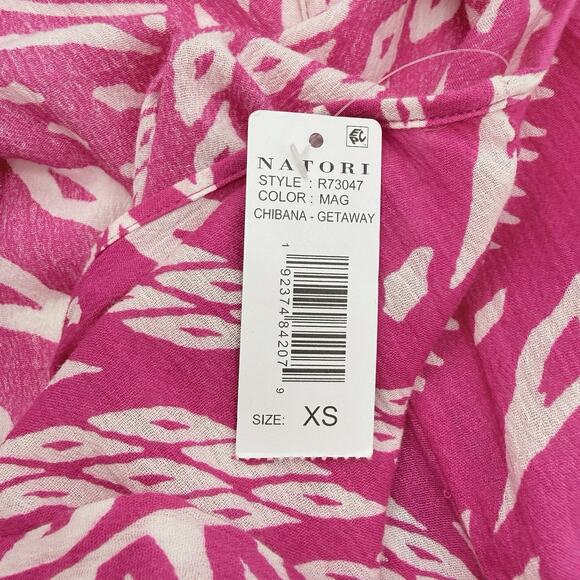 NATORI
STYLE : R73047
COLOR : MAG
CHIBANA - GETAWAY
1 92374 84207 9
SIZE: XS